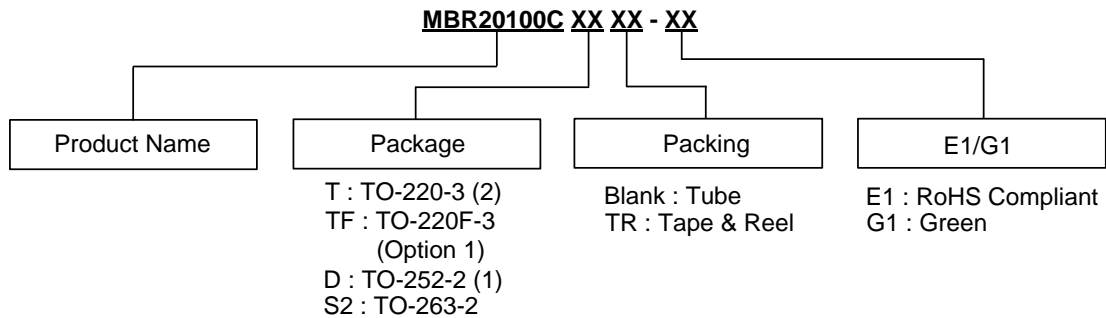 MBR20100C XX XX - XX
Product Name
Package
Packing
E1/G1
T : TO-220-3 (2)
TF : TO-220F-3
(Option 1)
D : TO-252-2 (1)
S2 : TO-263-2
Blank : Tube
TR : Tape & Reel
E1 : RoHS Compliant
G1 : Green